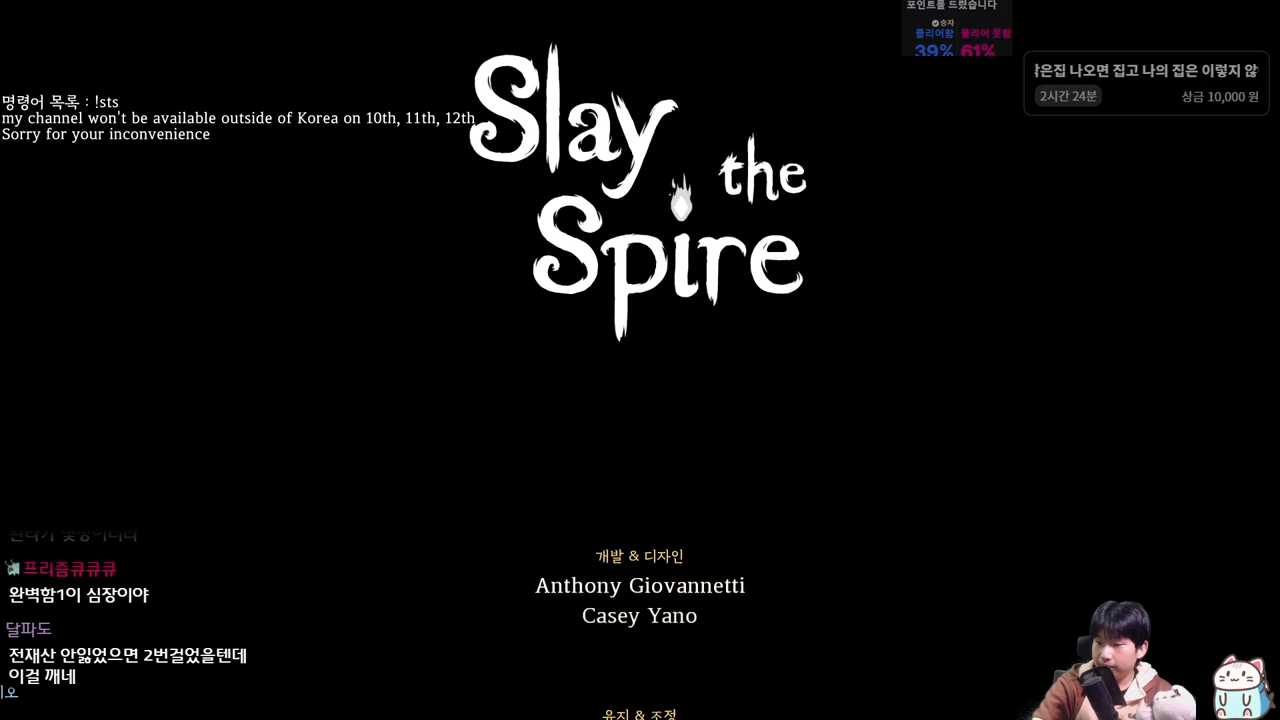 포인트를 드렸습니다
승자
클리어함 클리어 못함
39% 61%
은집 나오면 집고 나의 집은 이렇지 않
2시간 24분 상금 10,000 원
명령어 목록 : !sts
my channel won't be available outside of Korea on 10th, 11th, 12th
Sorry for your inconvenience
Slay
the
Spire
개발 & 디자인
Anthony Giovannetti
Casey Yano
유지 & 조정
프리즘큐큐큐
완벽함1이 심장이야
달파도
전재산 안잃었으면 2번걸었을텐데
이걸 깨네